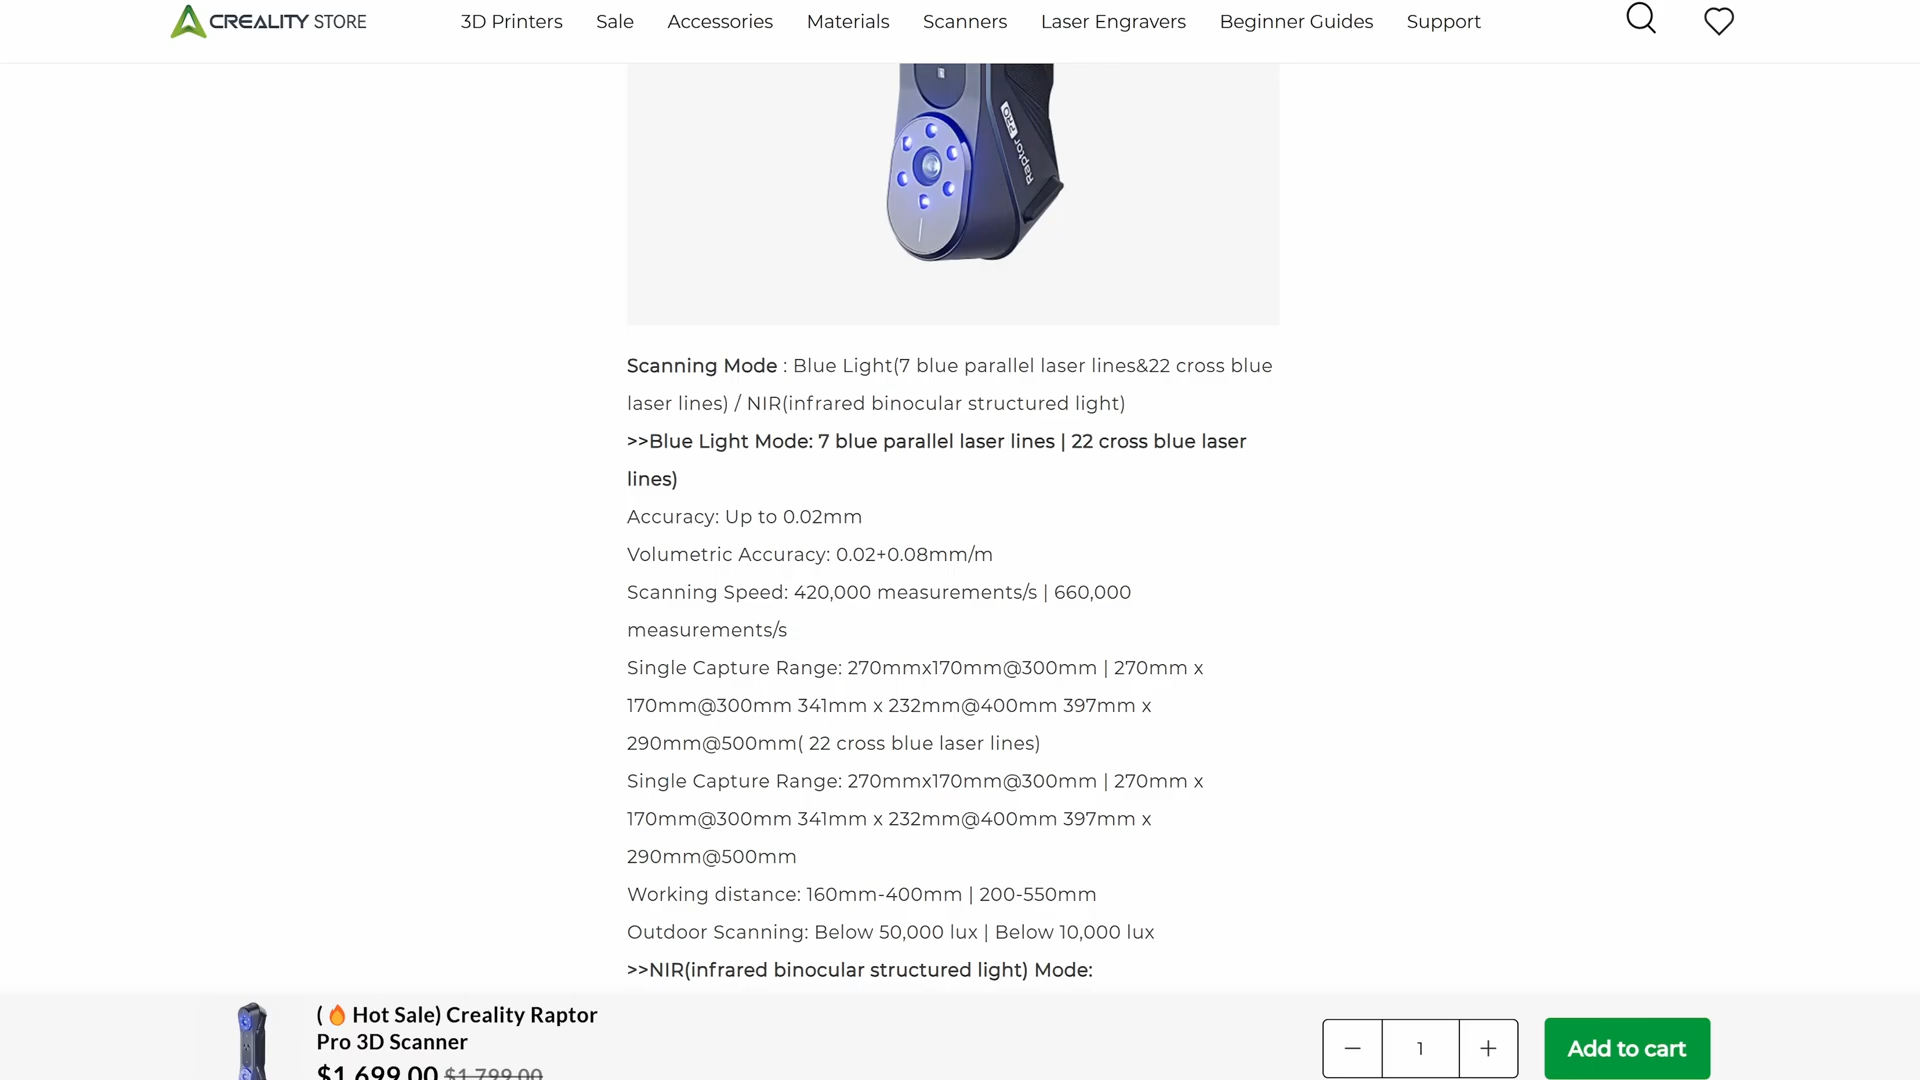 CREALITY STORE
3D Printers Sale Accessories Materials Scanners Laser Engravers Beginner Guides Support
Raptor PRO
Scanning Mode : Blue Light(7 blue parallel laser lines&22 cross blue
laser lines) / NIR(infrared binocular structured light)
>>Blue Light Mode: 7 blue parallel laser lines | 22 cross blue laser
lines)
Accuracy: Up to 0.02mm
Volumetric Accuracy: 0.02+0.08mm/m
Scanning Speed: 420,000 measurements/s | 660,000
measurements/s
Single Capture Range: 270mmx170mm@300mm | 270mm x
170mm@300mm 341mm x 232mm@400mm 397mm x
290mm@500mm( 22 cross blue laser lines)
Single Capture Range: 270mmx170mm@300mm | 270mm x
170mm@300mm 341mm x 232mm@400mm 397mm x
290mm@500mm
Working distance: 160mm-400mm | 200-550mm
Outdoor Scanning: Below 50,000 lux | Below 10,000 lux
>>NIR(infrared binocular structured light) Mode:
(🔥 Hot Sale) Creality Raptor
Pro 3D Scanner
$1,699.00 $1,799.00
− 1 +
Add to cart